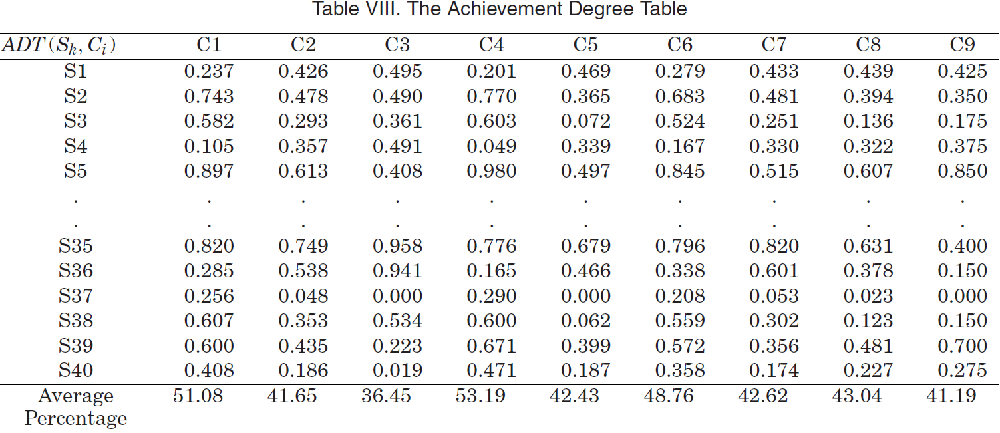 Table VIII. The Achievement Degree Table
ADT(Sk, Ci) C1 C2 C3 C4 C5 C6 C7 C8 C9
S1 0.237 0.426 0.495 0.201 0.469 0.279 0.433 0.439 0.425
S2 0.743 0.478 0.490 0.770 0.365 0.683 0.481 0.394 0.350
S3 0.582 0.293 0.361 0.603 0.072 0.524 0.251 0.136 0.175
S4 0.105 0.357 0.491 0.049 0.339 0.167 0.330 0.322 0.375
S5 0.897 0.613 0.408 0.980 0.497 0.845 0.515 0.607 0.850
. . . . . . . . . .
. . . . . . . . . .
S35 0.820 0.749 0.958 0.776 0.679 0.796 0.820 0.631 0.400
S36 0.285 0.538 0.941 0.165 0.466 0.338 0.601 0.378 0.150
S37 0.256 0.048 0.000 0.290 0.000 0.208 0.053 0.023 0.000
S38 0.607 0.353 0.534 0.600 0.062 0.559 0.302 0.123 0.150
S39 0.600 0.435 0.223 0.671 0.399 0.572 0.356 0.481 0.700
S40 0.408 0.186 0.019 0.471 0.187 0.358 0.174 0.227 0.275
Average 51.08 41.65 36.45 53.19 42.43 48.76 42.62 43.04 41.19
Percentage